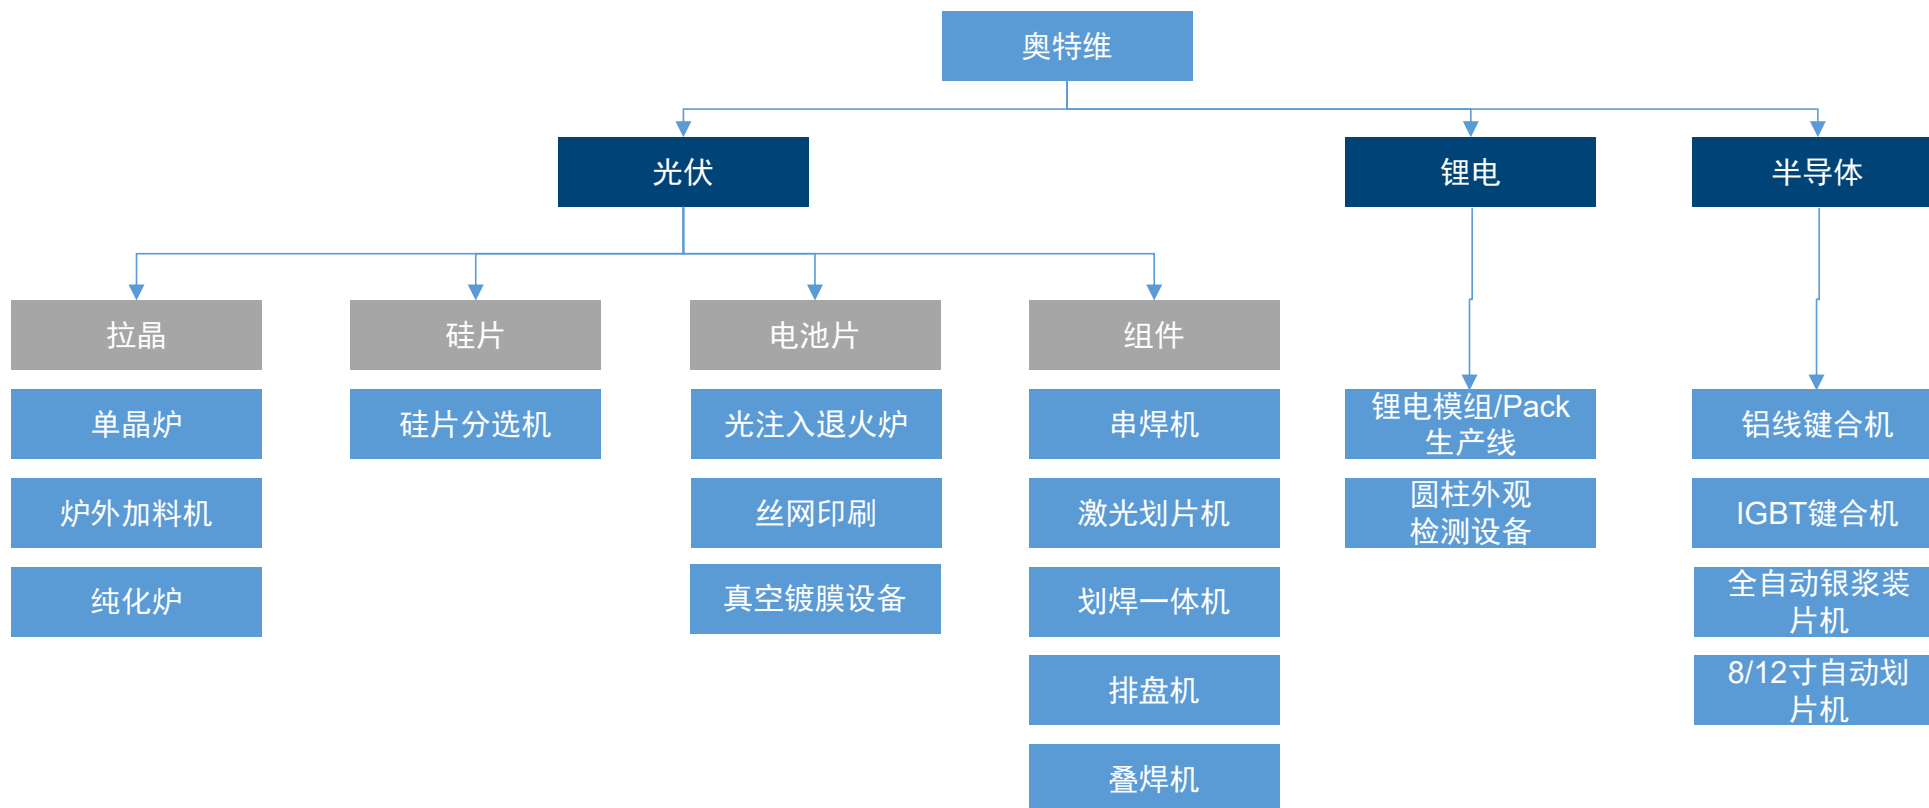 奥特维
光伏
锂电
半导体
拉晶
硅片
电池片
组件
单晶炉
硅片分选机
光注入退火炉
串焊机
锂电模组/Pack
生产线
铝线键合机
炉外加料机
丝网印刷
激光划片机
圆柱外观
检测设备
IGBT键合机
纯化炉
真空镀膜设备
划焊一体机
全自动银浆装
片机
排盘机
8/12寸自动划
片机
叠焊机